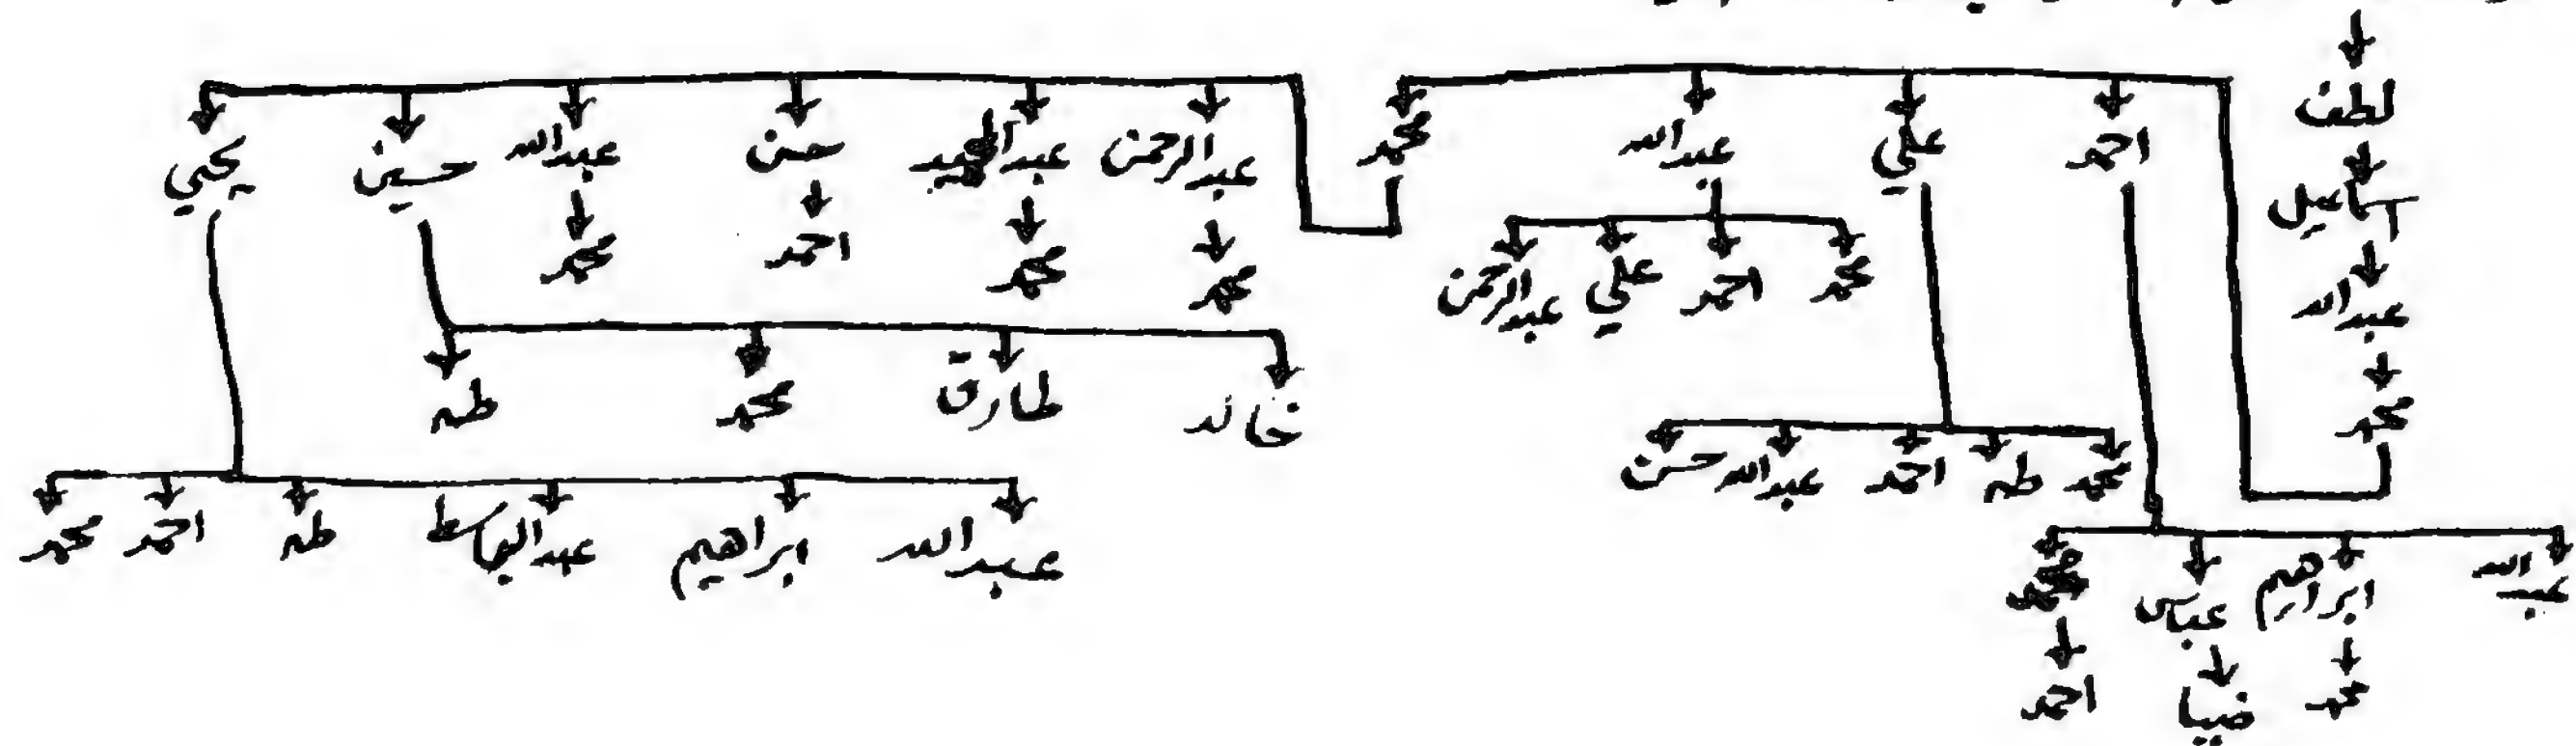 لطف
اسماعيل
عبدالله
محمد
احمد علي عبدالله محمد
عبدالرحمن حسن عبدالله حسين يحيي
محمد احمد علي عبدالرحمن
محمد محمد احمد محمد
خالد طارق محمد طه
محمد طه احمد عبدالله حسن
عبدالله ابراهيم عبدالباسط طه احمد محمد
عبدالله ابراهيم عباس
محمد ضيا احمد